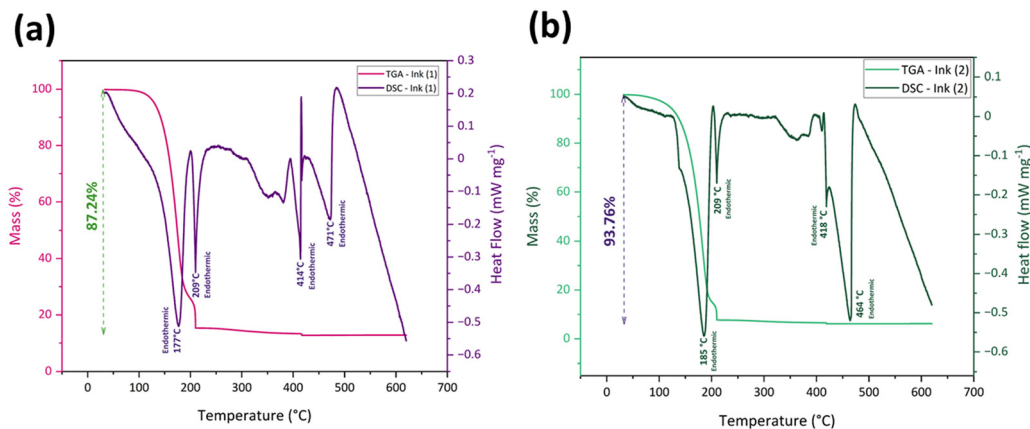 (a)
TGA - Ink (1)
DSC - Ink (1)
Mass (%)
100
80
60
40
20
0
87.24%
Endothermic
177°C
209°C
Endothermic
414°C
Endothermic
471°C
Endothermic
0.3
0.2
0.1
0
−0.1
−0.2
−0.3
−0.4
−0.5
−0.6
Heat Flow (mW mg⁻¹)
0 100 200 300 400 500 600 700
Temperature (°C)
(b)
TGA - Ink (2)
DSC - Ink (2)
Mass (%)
100
80
60
40
20
0
93.76%
185 °C
Endothermic
209 °C
Endothermic
Endothermic
418 °C
464 °C
Endothermic
0.1
0
−0.1
−0.2
−0.3
−0.4
−0.5
−0.6
Heat flow (mW mg⁻¹)
0 100 200 300 400 500 600 700
Temperature (°C)